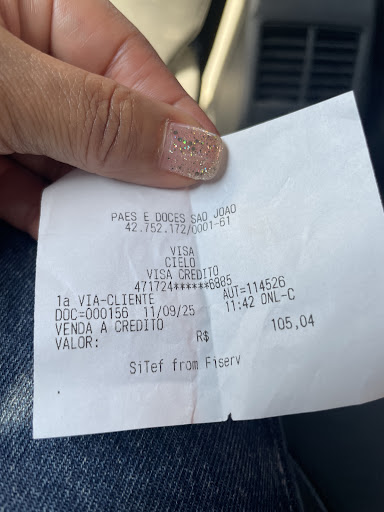 PAES E DOCES SAO JOAO
42.752.172/0001-61
VISA
CIELO
VISA CREDITO
471724******6885
1a VIA-CLIENTE AUT=114526
DOC=000156 11/09/25 11:42 ONL-C
VENDA A CREDITO
VALOR: R$ 105,04
SiTef from Fiserv